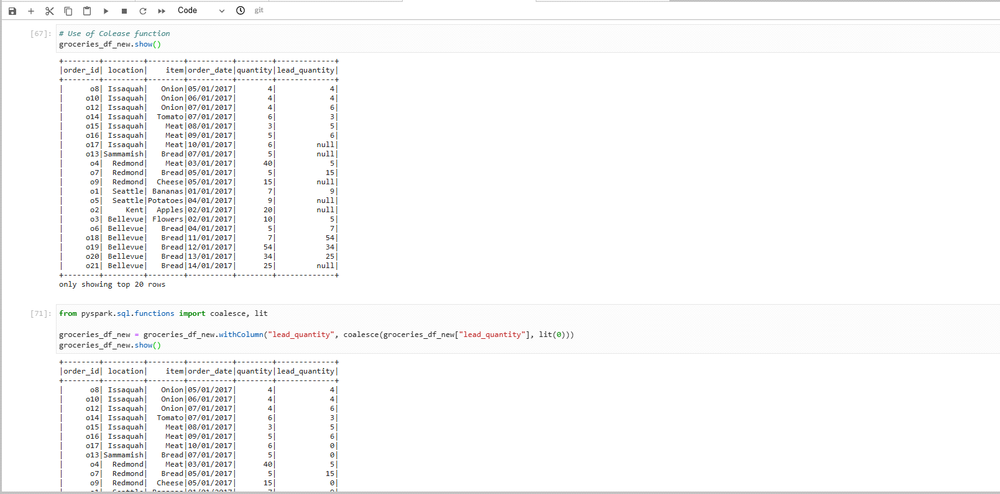 Code git
[67]: # Use of Colease function
groceries_df_new.show()
+--------+---------+--------+----------+--------+-------------+
|order_id| location|    item|order_date|quantity|lead_quantity|
+--------+---------+--------+----------+--------+-------------+
|      o8| Issaquah|   Onion|05/01/2017|       4|            4|
|     o10| Issaquah|   Onion|06/01/2017|       4|            4|
|     o12| Issaquah|   Onion|07/01/2017|       4|            6|
|     o14| Issaquah|  Tomato|07/01/2017|       6|            3|
|     o15| Issaquah|    Meat|08/01/2017|       3|            5|
|     o16| Issaquah|    Meat|09/01/2017|       5|            6|
|     o17| Issaquah|    Meat|10/01/2017|       6|         null|
|     o13|Sammamish|   Bread|07/01/2017|       5|         null|
|      o4|  Redmond|    Meat|03/01/2017|      40|            5|
|      o7|  Redmond|   Bread|05/01/2017|       5|           15|
|      o9|  Redmond|  Cheese|05/01/2017|      15|         null|
|      o1|  Seattle| Bananas|01/01/2017|       7|            9|
|      o5|  Seattle|Potatoes|04/01/2017|       9|         null|
|      o2|     Kent|  Apples|02/01/2017|      20|         null|
|      o3| Bellevue| Flowers|02/01/2017|      10|            5|
|      o6| Bellevue|   Bread|04/01/2017|       5|            7|
|     o18| Bellevue|   Bread|11/01/2017|       7|           54|
|     o19| Bellevue|   Bread|12/01/2017|      54|           34|
|     o20| Bellevue|   Bread|13/01/2017|      34|           25|
|     o21| Bellevue|   Bread|14/01/2017|      25|         null|
+--------+---------+--------+----------+--------+-------------+
only showing top 20 rows
[71]: from pyspark.sql.functions import coalesce, lit
groceries_df_new = groceries_df_new.withColumn("lead_quantity", coalesce(groceries_df_new["lead_quantity"], lit(0)))
groceries_df_new.show()
+--------+---------+--------+----------+--------+-------------+
|order_id| location|    item|order_date|quantity|lead_quantity|
+--------+---------+--------+----------+--------+-------------+
|      o8| Issaquah|   Onion|05/01/2017|       4|            4|
|     o10| Issaquah|   Onion|06/01/2017|       4|            4|
|     o12| Issaquah|   Onion|07/01/2017|       4|            6|
|     o14| Issaquah|  Tomato|07/01/2017|       6|            3|
|     o15| Issaquah|    Meat|08/01/2017|       3|            5|
|     o16| Issaquah|    Meat|09/01/2017|       5|            6|
|     o17| Issaquah|    Meat|10/01/2017|       6|            0|
|     o13|Sammamish|   Bread|07/01/2017|       5|            0|
|      o4|  Redmond|    Meat|03/01/2017|      40|            5|
|      o7|  Redmond|   Bread|05/01/2017|       5|           15|
|      o9|  Redmond|  Cheese|05/01/2017|      15|            0|